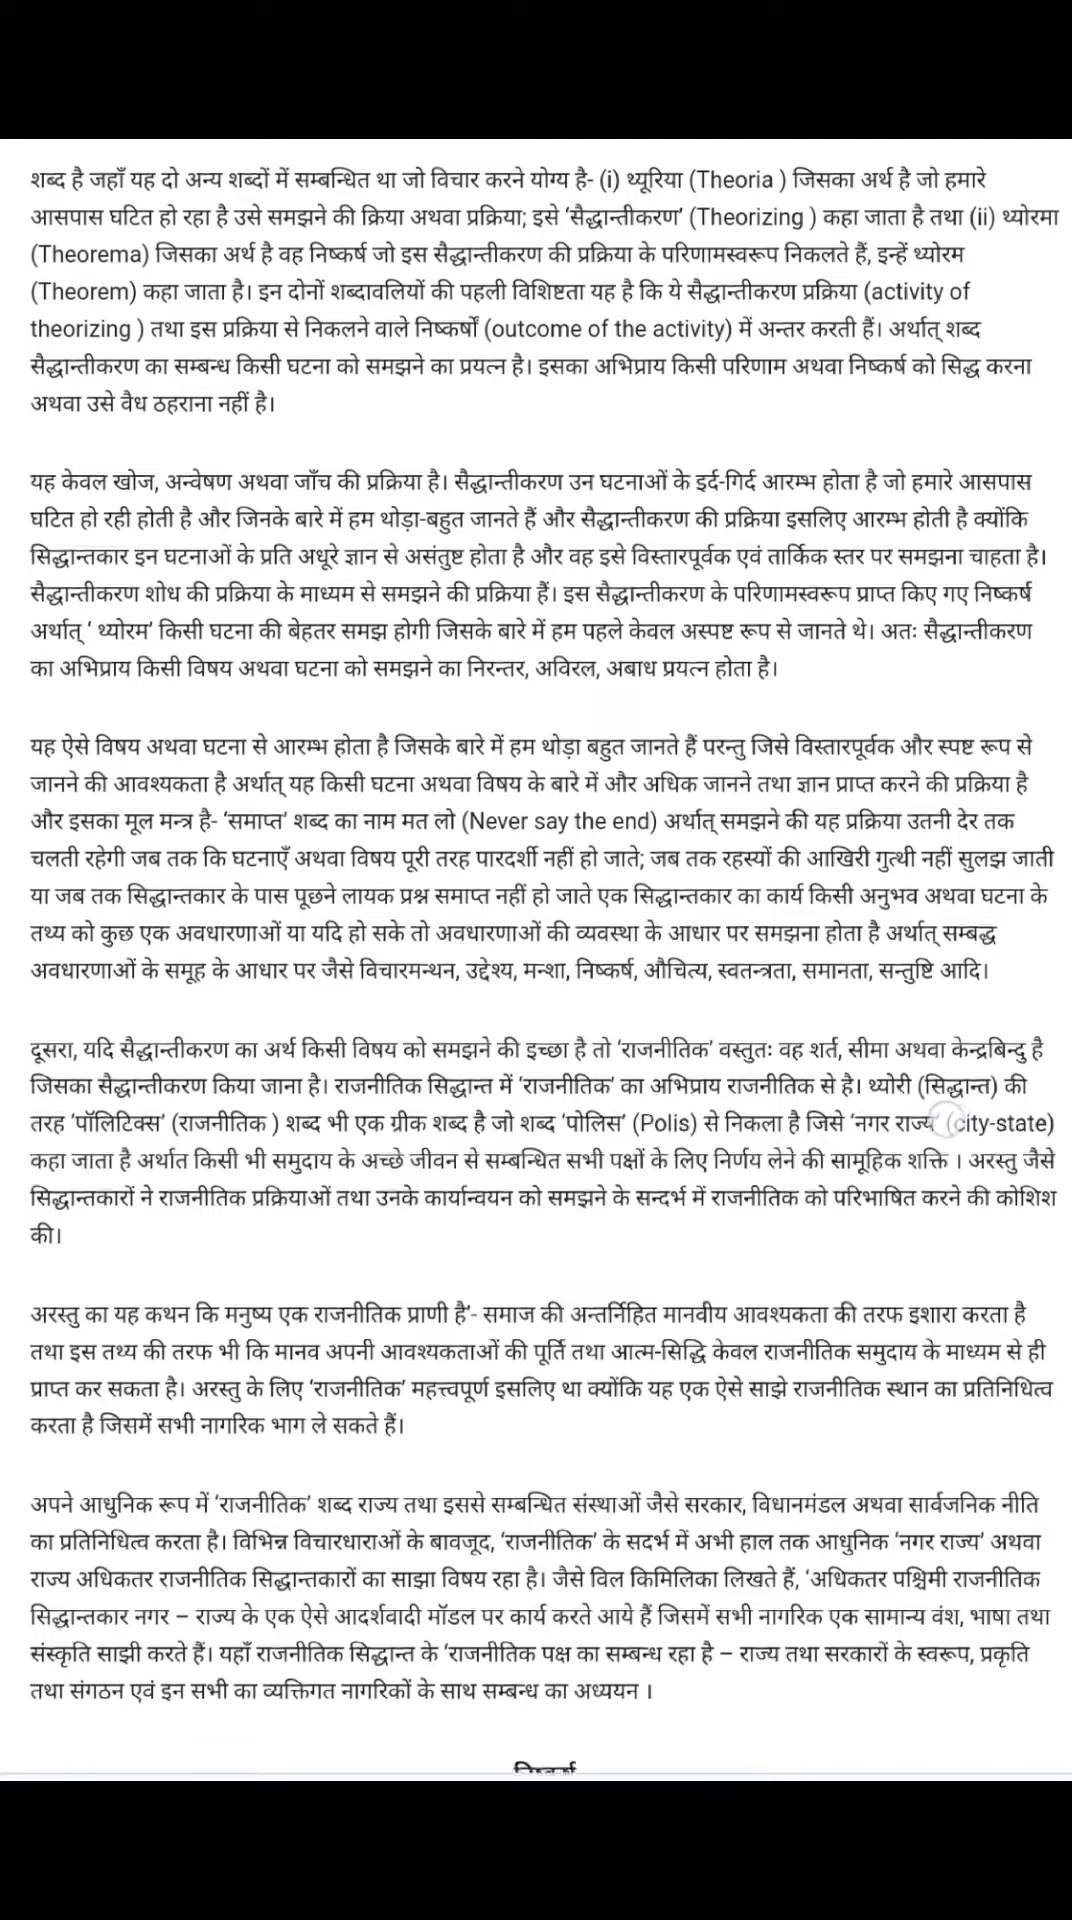 शब्द है जहाँ यह दो अन्य शब्दों में सम्बन्धित था जो विचार करने योग्य है- (i) थ्यूरिया (Theoria ) जिसका अर्थ है जो हमारे
आसपास घटित हो रहा है उसे समझने की क्रिया अथवा प्रक्रिया; इसे ‘सैद्धान्तीकरण’ (Theorizing ) कहा जाता है तथा (ii) थ्योरमा
(Theorema) जिसका अर्थ है वह निष्कर्ष जो इस सैद्धान्तीकरण की प्रक्रिया के परिणामस्वरूप निकलते हैं, इन्हें थ्योरम
(Theorem) कहा जाता है। इन दोनों शब्दावलियों की पहली विशिष्टता यह है कि ये सैद्धान्तीकरण प्रक्रिया (activity of
theorizing ) तथा इस प्रक्रिया से निकलने वाले निष्कर्षों (outcome of the activity) में अन्तर करती हैं। अर्थात् शब्द
सैद्धान्तीकरण का सम्बन्ध किसी घटना को समझने का प्रयत्न है। इसका अभिप्राय किसी परिणाम अथवा निष्कर्ष को सिद्ध करना
अथवा उसे वैध ठहराना नहीं है।
यह केवल खोज, अन्वेषण अथवा जाँच की प्रक्रिया है। सैद्धान्तीकरण उन घटनाओं के इर्द-गिर्द आरम्भ होता है जो हमारे आसपास
घटित हो रही होती है और जिनके बारे में हम थोड़ा-बहुत जानते हैं और सैद्धान्तीकरण की प्रक्रिया इसलिए आरम्भ होती है क्योंकि
सिद्धान्तकार इन घटनाओं के प्रति अधूरे ज्ञान से असंतुष्ट होता है और वह इसे विस्तारपूर्वक एवं तार्किक स्तर पर समझना चाहता है।
सैद्धान्तीकरण शोध की प्रक्रिया के माध्यम से समझने की प्रक्रिया हैं। इस सैद्धान्तीकरण के परिणामस्वरूप प्राप्त किए गए निष्कर्ष
अर्थात् ‘ थ्योरम’ किसी घटना की बेहतर समझ होगी जिसके बारे में हम पहले केवल अस्पष्ट रूप से जानते थे। अतः सैद्धान्तीकरण
का अभिप्राय किसी विषय अथवा घटना को समझने का निरन्तर, अविरल, अबाध प्रयत्न होता है।
यह ऐसे विषय अथवा घटना से आरम्भ होता है जिसके बारे में हम थोड़ा बहुत जानते हैं परन्तु जिसे विस्तारपूर्वक और स्पष्ट रूप से
जानने की आवश्यकता है अर्थात् यह किसी घटना अथवा विषय के बारे में और अधिक जानने तथा ज्ञान प्राप्त करने की प्रक्रिया है
और इसका मूल मन्त्र है- ‘समाप्त’ शब्द का नाम मत लो (Never say the end) अर्थात् समझने की यह प्रक्रिया उतनी देर तक
चलती रहेगी जब तक कि घटनाएँ अथवा विषय पूरी तरह पारदर्शी नहीं हो जाते; जब तक रहस्यों की आखिरी गुत्थी नहीं सुलझ जाती
या जब तक सिद्धान्तकार के पास पूछने लायक प्रश्न समाप्त नहीं हो जाते एक सिद्धान्तकार का कार्य किसी अनुभव अथवा घटना के
तथ्य को कुछ एक अवधारणाओं या यदि हो सके तो अवधारणाओं की व्यवस्था के आधार पर समझना होता है अर्थात् सम्बद्ध
अवधारणाओं के समूह के आधार पर जैसे विचारमन्थन, उद्देश्य, मन्शा, निष्कर्ष, औचित्य, स्वतन्त्रता, समानता, सन्तुष्टि आदि।
दूसरा, यदि सैद्धान्तीकरण का अर्थ किसी विषय को समझने की इच्छा है तो ‘राजनीतिक’ वस्तुतः वह शर्त, सीमा अथवा केन्द्रबिन्दु है
जिसका सैद्धान्तीकरण किया जाना है। राजनीतिक सिद्धान्त में ‘राजनीतिक’ का अभिप्राय राजनीतिक से है। थ्योरी (सिद्धान्त) की
तरह ‘पॉलिटिक्स’ (राजनीतिक ) शब्द भी एक ग्रीक शब्द है जो शब्द ‘पोलिस’ (Polis) से निकला है जिसे ‘नगर राज्य’ (city-state)
कहा जाता है अर्थात किसी भी समुदाय के अच्छे जीवन से सम्बन्धित सभी पक्षों के लिए निर्णय लेने की सामूहिक शक्ति । अरस्तु जैसे
सिद्धान्तकारों ने राजनीतिक प्रक्रियाओं तथा उनके कार्यान्वयन को समझने के सन्दर्भ में राजनीतिक को परिभाषित करने की कोशिश
की।
अरस्तु का यह कथन कि मनुष्य एक राजनीतिक प्राणी है’- समाज की अन्तर्निहित मानवीय आवश्यकता की तरफ इशारा करता है
तथा इस तथ्य की तरफ भी कि मानव अपनी आवश्यकताओं की पूर्ति तथा आत्म-सिद्धि केवल राजनीतिक समुदाय के माध्यम से ही
प्राप्त कर सकता है। अरस्तु के लिए ‘राजनीतिक’ महत्त्वपूर्ण इसलिए था क्योंकि यह एक ऐसे साझे राजनीतिक स्थान का प्रतिनिधित्व
करता है जिसमें सभी नागरिक भाग ले सकते हैं।
अपने आधुनिक रूप में ‘राजनीतिक’ शब्द राज्य तथा इससे सम्बन्धित संस्थाओं जैसे सरकार, विधानमंडल अथवा सार्वजनिक नीति
का प्रतिनिधित्व करता है। विभिन्न विचारधाराओं के बावजूद, ‘राजनीतिक’ के सदर्भ में अभी हाल तक आधुनिक ‘नगर राज्य’ अथवा
राज्य अधिकतर राजनीतिक सिद्धान्तकारों का साझा विषय रहा है। जैसे विल किमिलिका लिखते हैं, ‘अधिकतर पश्चिमी राजनीतिक
सिद्धान्तकार नगर – राज्य के एक ऐसे आदर्शवादी मॉडल पर कार्य करते आये हैं जिसमें सभी नागरिक एक सामान्य वंश, भाषा तथा
संस्कृति साझी करते हैं। यहाँ राजनीतिक सिद्धान्त के ‘राजनीतिक पक्ष का सम्बन्ध रहा है – राज्य तथा सरकारों के स्वरूप, प्रकृति
तथा संगठन एवं इन सभी का व्यक्तिगत नागरिकों के साथ सम्बन्ध का अध्ययन ।